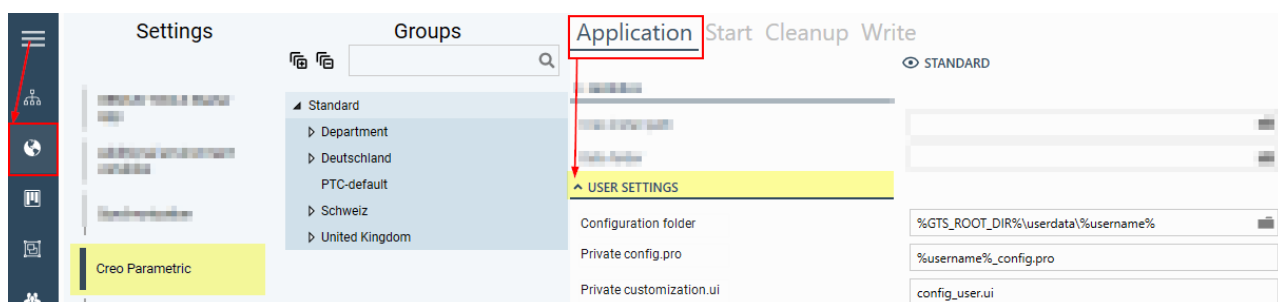 Settings
Groups
Application Start Cleanup Write
STANDARD
Standard
Department
Deutschland
PTC-default
Schweiz
United Kingdom
Creo Parametric
USER SETTINGS
Configuration folder
%GTS_ROOT_DIR%\userdata\%username%
Private config.pro
%username%_config.pro
Private customization.ui
config_user.ui